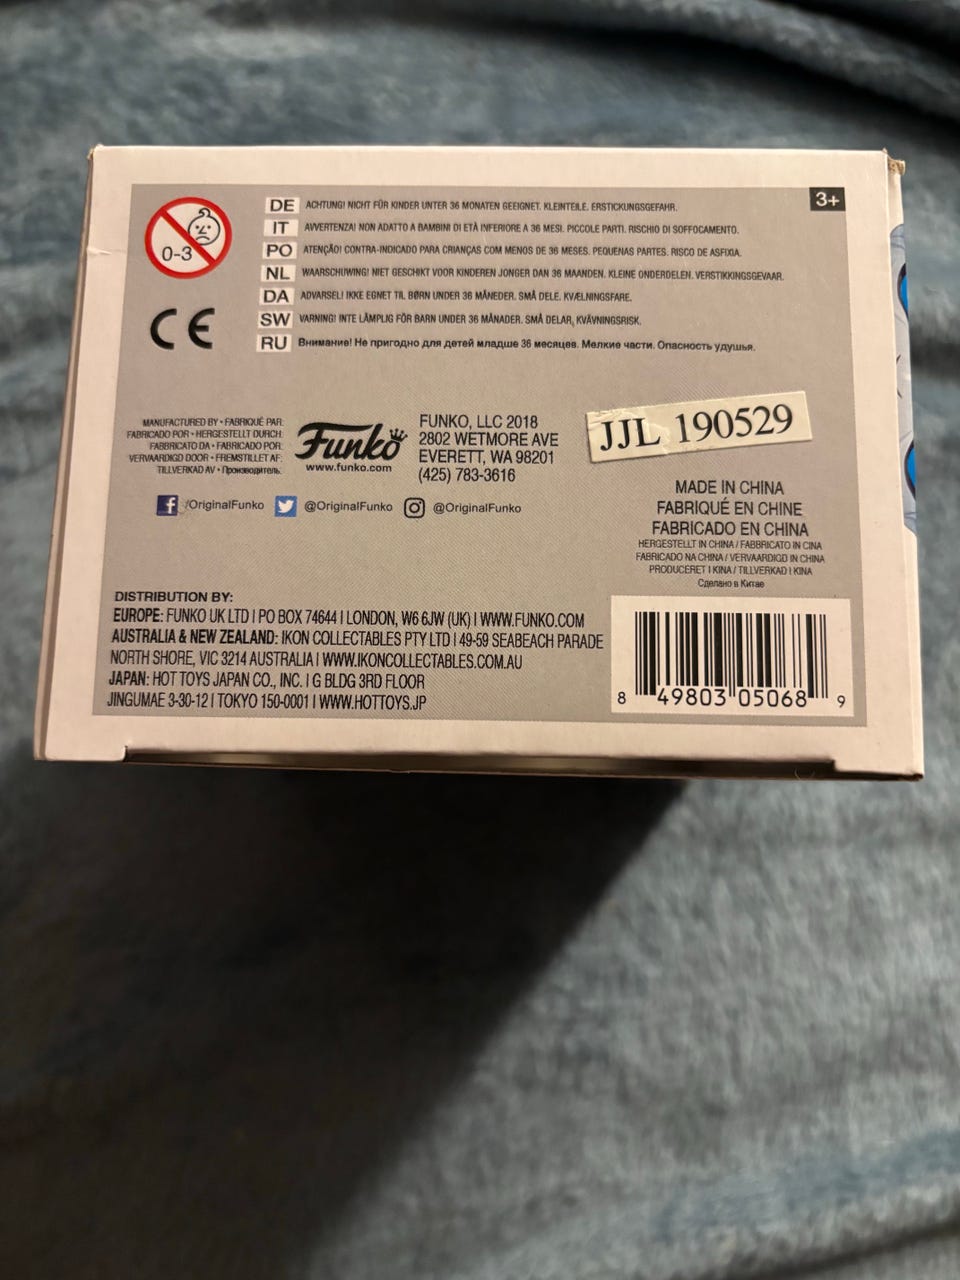 3+
0-3
DE ACHTUNG! NICHT FÜR KINDER UNTER 36 MONATEN GEEIGNET. KLEINTEILE. ERSTICKUNGSGEFAHR.
IT AVVERTENZA! NON ADATTO A BAMBINI DI ETÀ INFERIORE A 36 MESI. PICCOLE PARTI. RISCHIO DI SOFFOCAMENTO.
PO ATENÇÃO! CONTRA-INDICADO PARA CRIANÇAS COM MENOS DE 36 MESES. PEQUENAS PARTES. RISCO DE ASFIXIA.
NL WAARSCHUWING! NIET GESCHIKT VOOR KINDEREN JONGER DAN 36 MAANDEN. KLEINE ONDERDELEN. VERSTIKKINGSGEVAAR.
DA ADVARSEL! IKKE EGNET TIL BØRN UNDER 36 MÅNEDER. SMÅ DELE. KVÆLNINGSFARE.
SW VARNING! INTE LÄMPLIG FÖR BARN UNDER 36 MÅNADER. SMÅ DELAR, KVÄVNINGSRISK.
RU Внимание! Не пригодно для детей младше 36 месяцев. Мелкие части. Опасность удушья.
CE
MANUFACTURED BY • FABRIQUÉ PAR:
FABRICADO POR • HERGESTELLT DURCH:
FABBRICATO DA • FABRICADO POR:
VERVAARDIGD DOOR • FREMSTILLET AF:
TILLVERKAD AV • Производитель:
Funko
www.funko.com
FUNKO, LLC 2018
2802 WETMORE AVE
EVERETT, WA 98201
(425) 783-3616
JJL 190529
/OriginalFunko @OriginalFunko @OriginalFunko
MADE IN CHINA
FABRIQUÉ EN CHINE
FABRICADO EN CHINA
HERGESTELLT IN CHINA / FABBRICATO IN CINA
FABRICADO NA CHINA / VERVAARDIGD IN CHINA
PRODUCERET I KINA / TILLVERKAD I KINA
Сделано в Китае
DISTRIBUTION BY:
EUROPE: FUNKO UK LTD I PO BOX 74644 I LONDON, W6 6JW (UK) I WWW.FUNKO.COM
AUSTRALIA & NEW ZEALAND: IKON COLLECTABLES PTY LTD I 49-59 SEABEACH PARADE
NORTH SHORE, VIC 3214 AUSTRALIA I WWW.IKONCOLLECTABLES.COM.AU
JAPAN: HOT TOYS JAPAN CO., INC. I G BLDG 3RD FLOOR
JINGUMAE 3-30-12 I TOKYO 150-0001 I WWW.HOTTOYS.JP
8 49803 05068 9